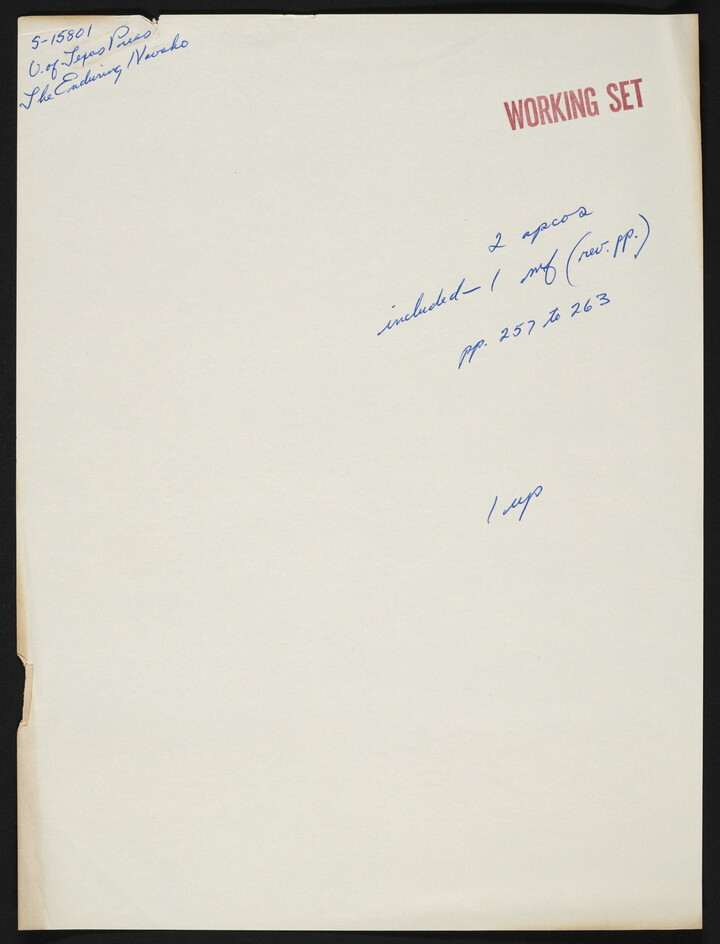 5-15801
U. of Texas Press
The Enduring Navaho
WORKING SET
2 apcos
included - 1 mf (rev. pp.)
pp. 257 to 263
1 up